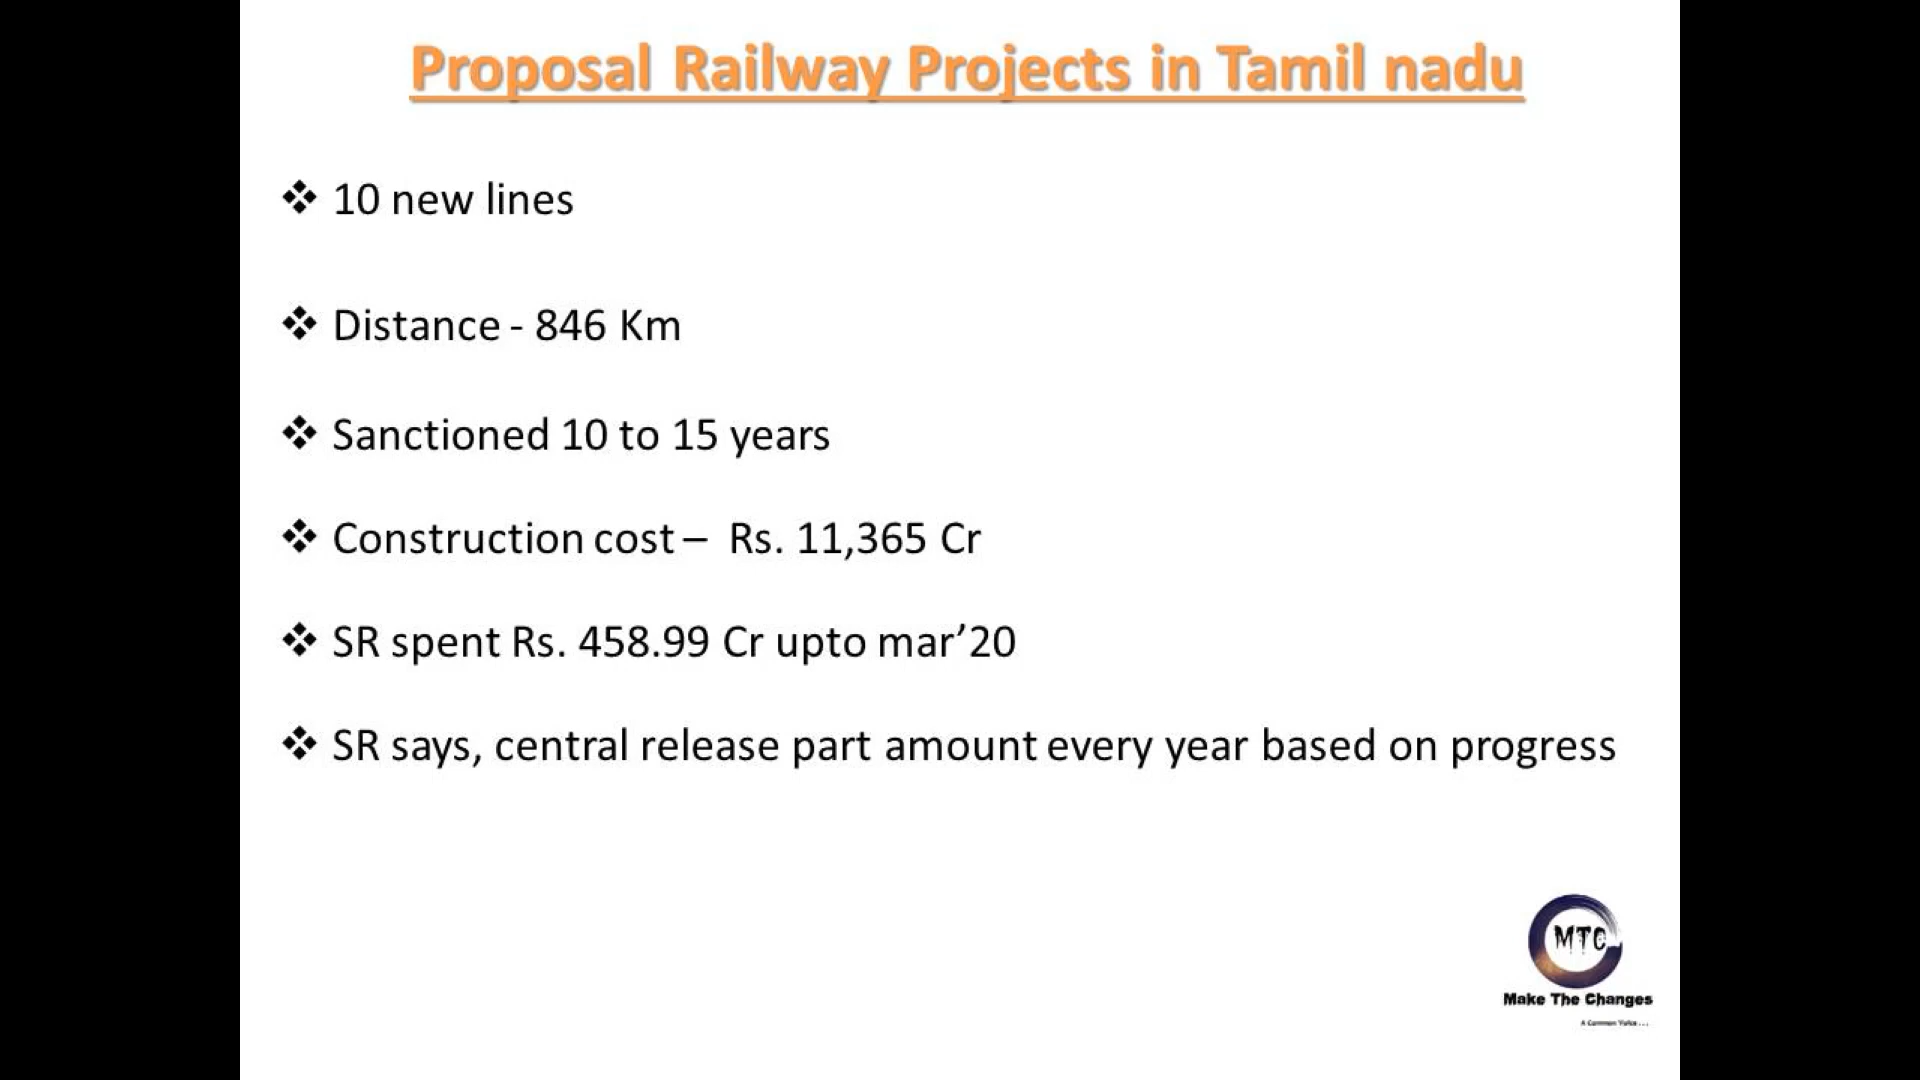 Proposal Railway Projects in Tamil nadu
❖ 10 new lines
❖ Distance - 846 Km
❖ Sanctioned 10 to 15 years
❖ Construction cost – Rs. 11,365 Cr
❖ SR spent Rs. 458.99 Cr upto mar’20
❖ SR says, central release part amount every year based on progress
MTC
Make The Changes
A Common Voice ...